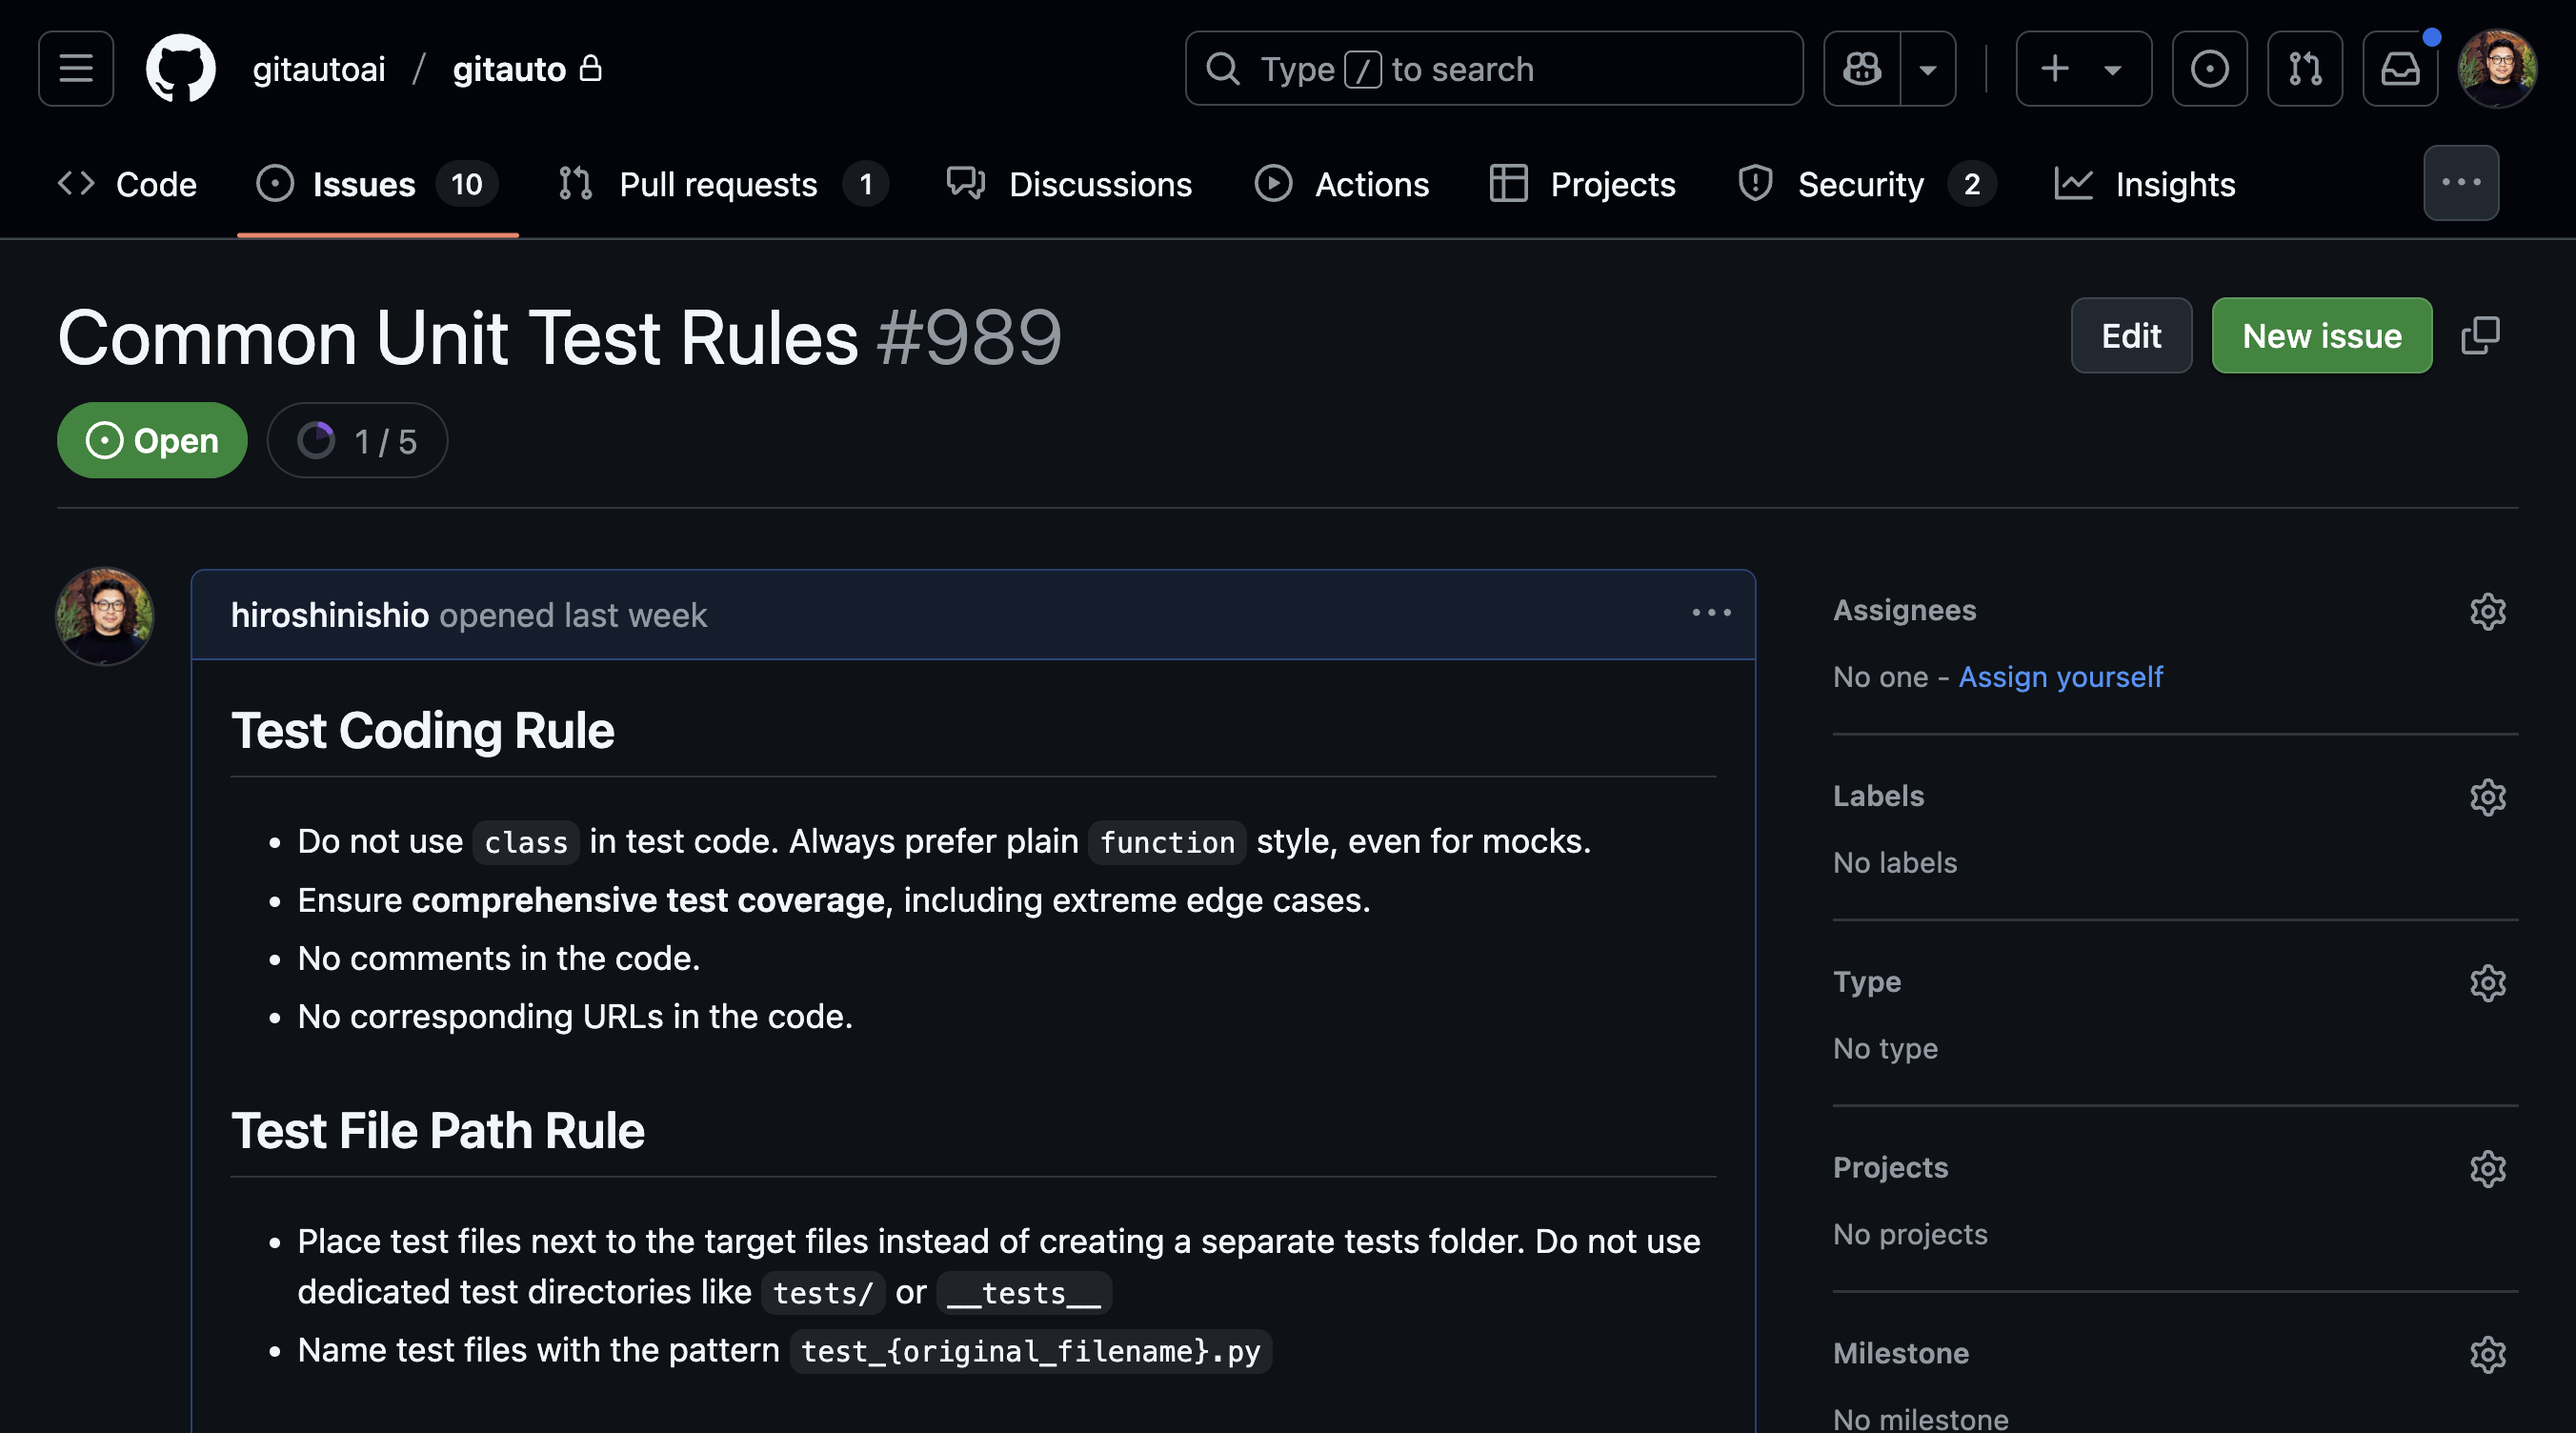 gitautoai / gitauto
Type / to search
Code
Issues 10
Pull requests 1
Discussions
Actions
Projects
Security 2
Insights
Common Unit Test Rules #989
Edit
New issue
Open
1 / 5
hiroshinishio opened last week
Test Coding Rule
• Do not use class in test code. Always prefer plain function style, even for mocks.
• Ensure comprehensive test coverage, including extreme edge cases.
• No comments in the code.
• No corresponding URLs in the code.
Test File Path Rule
• Place test files next to the target files instead of creating a separate tests folder. Do not use
dedicated test directories like tests/ or __tests__
• Name test files with the pattern test_{original_filename}.py
Assignees
No one - Assign yourself
Labels
No labels
Type
No type
Projects
No projects
Milestone
No milestone